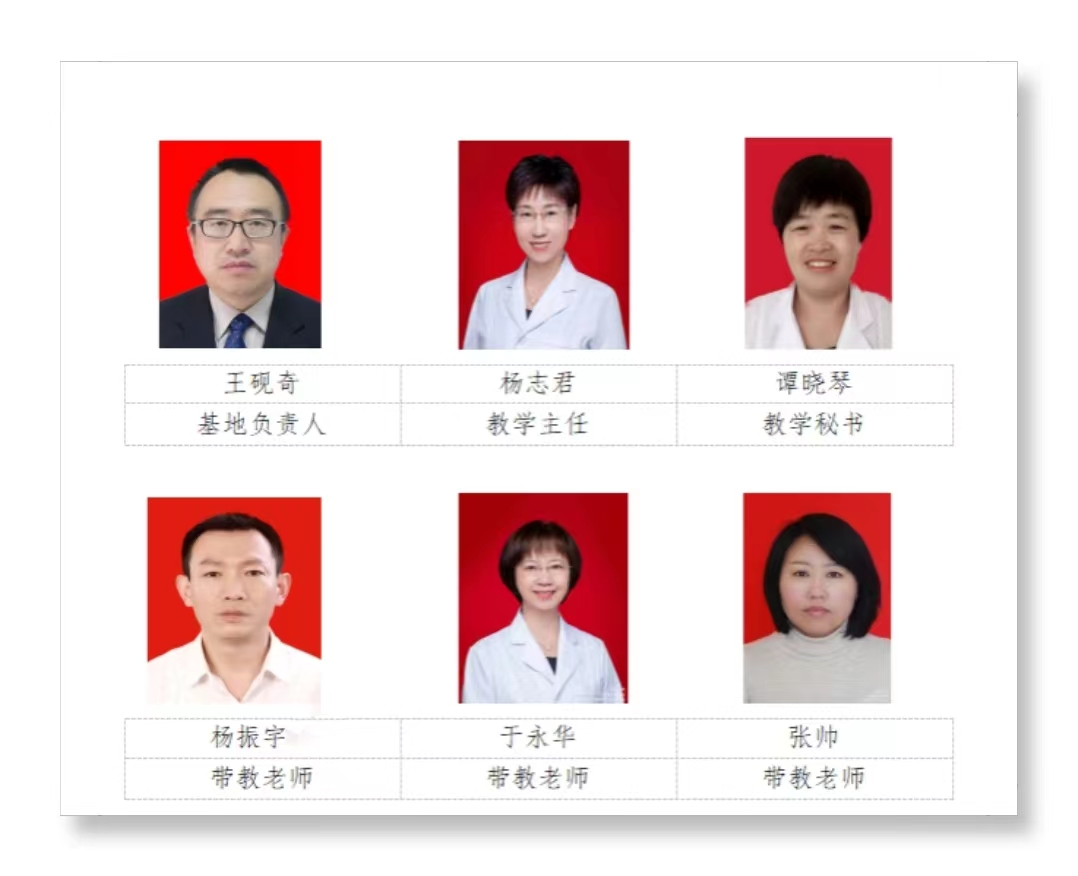 王砚奇 杨志君 谭晓琴
基地负责人 教学主任 教学秘书
杨振宇 于永华 张帅
带教老师 带教老师 带教老师